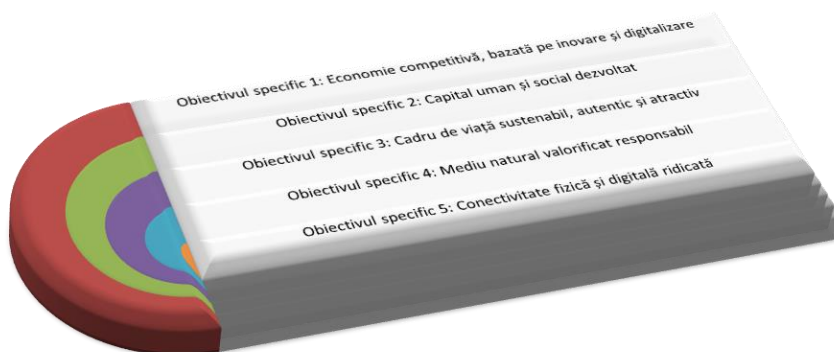 Obiectivul specific 1: Economie competitivă, bazată pe inovare și digitalizare
Obiectivul specific 2: Capital uman și social dezvoltat
Obiectivul specific 3: Cadru de viață sustenabil, autentic și atractiv
Obiectivul specific 4: Mediu natural valorificat responsabil
Obiectivul specific 5: Conectivitate fizică și digitală ridicată